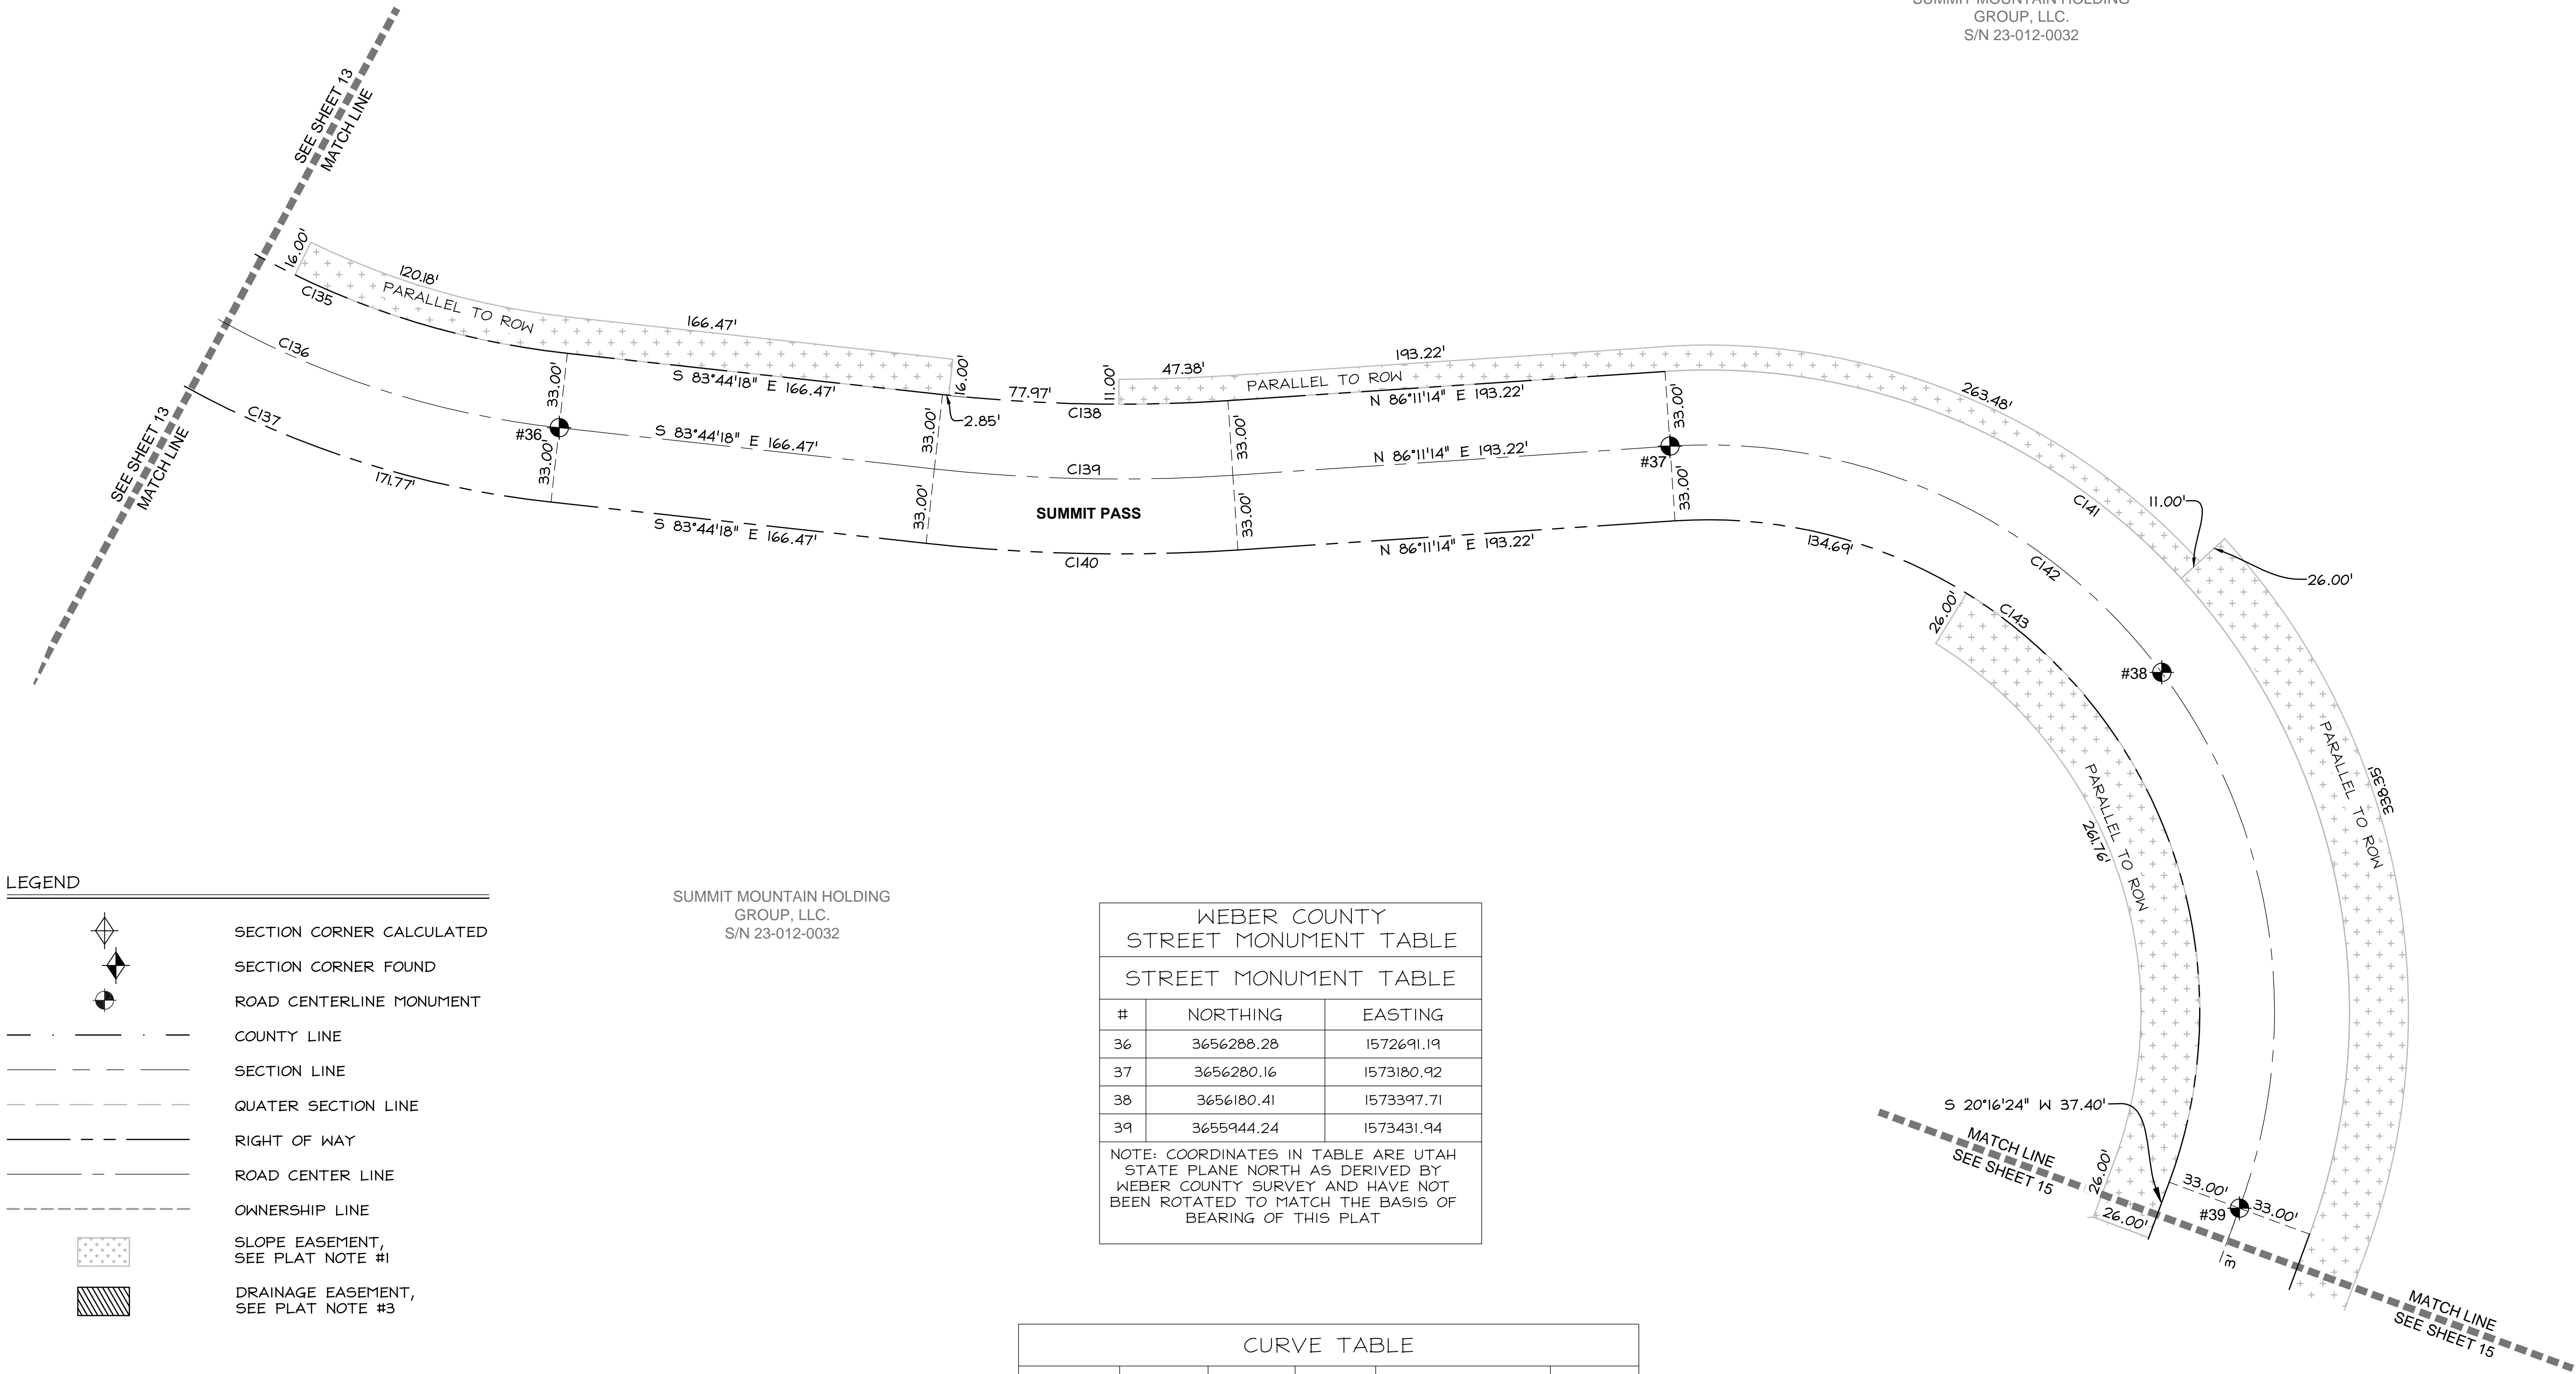 SUMMIT MOUNTAIN HOLDING
GROUP, LLC.
S/N 23-012-0032
SEE SHEET 13
MATCH LINE
SEE SHEET 13
MATCH LINE
16.00'
120.18'
PARALLEL TO ROW
C135
C136
C137
171.77'
166.47'
S 83°44'18" E 166.47'
33.00'
#36
33.00'
S 83°44'18" E 166.47'
S 83°44'18" E 166.47'
16.00'
2.85'
33.00'
33.00'
77.97'
C138
11.00'
47.38'
C139
SUMMIT PASS
C140
193.22'
PARALLEL TO ROW
N 86°11'14" E 193.22'
33.00'
33.00'
N 86°11'14" E 193.22'
N 86°11'14" E 193.22'
33.00'
#37
33.00'
263.48'
C141
11.00'
26.00'
134.69'
C142
26.00'
C143
#38
PARALLEL TO ROW
338.35'
PARALLEL TO ROW
261.76'
S 20°16'24" W 37.40'
MATCH LINE
SEE SHEET 15
26.00'
26.00'
33.00'
#39
33.00'
3'
MATCH LINE
SEE SHEET 15
LEGEND
SECTION CORNER CALCULATED
SECTION CORNER FOUND
ROAD CENTERLINE MONUMENT
COUNTY LINE
SECTION LINE
QUATER SECTION LINE
RIGHT OF WAY
ROAD CENTER LINE
OWNERSHIP LINE
SLOPE EASEMENT,
SEE PLAT NOTE #1
DRAINAGE EASEMENT,
SEE PLAT NOTE #3
SUMMIT MOUNTAIN HOLDING
GROUP, LLC.
S/N 23-012-0032
WEBER COUNTY
STREET MONUMENT TABLE
STREET MONUMENT TABLE
# NORTHING EASTING
36 3656288.28 1572691.19
37 3656280.16 1573180.92
38 3656180.41 1573397.71
39 3655944.24 1573431.94
NOTE: COORDINATES IN TABLE ARE UTAH
STATE PLANE NORTH AS DERIVED BY
WEBER COUNTY SURVEY AND HAVE NOT
BEEN ROTATED TO MATCH THE BASIS OF
BEARING OF THIS PLAT
CURVE TABLE